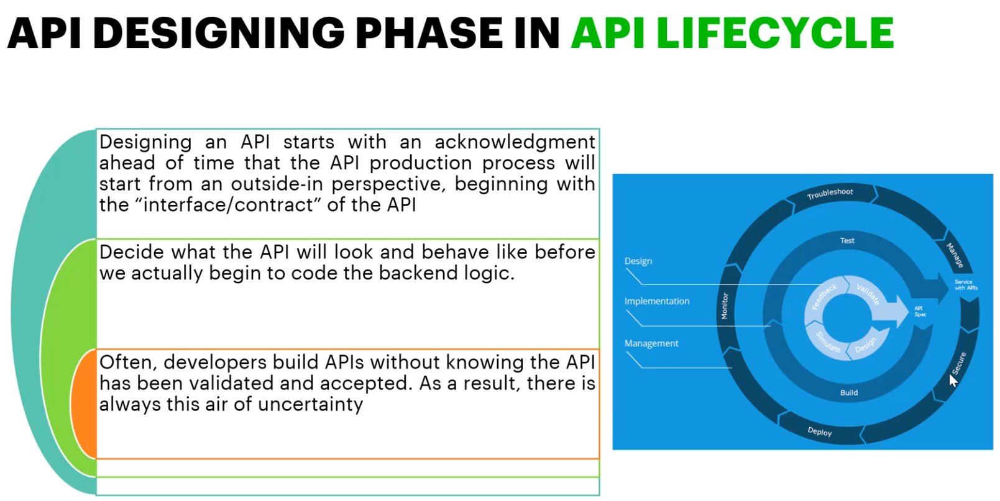 API DESIGNING PHASE IN API LIFECYCLE
Designing an API starts with an acknowledgment
ahead of time that the API production process will
start from an outside-in perspective, beginning with
the “interface/contract” of the API
Decide what the API will look and behave like before
we actually begin to code the backend logic.
Often, developers build APIs without knowing the API
has been validated and accepted. As a result, there is
always this air of uncertainty
Design
Implementation
Management
Troubleshoot
Manage
Service
with APIs
Secure
Deploy
Monitor
Test
Build
Feedback
Validate
API
Spec
Design
Simulate